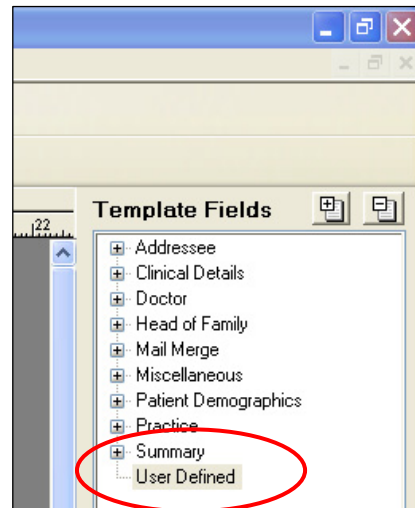 Template Fields
22
Addressee
Clinical Details
Doctor
Head of Family
Mail Merge
Miscellaneous
Patient Demographics
Practice
Summary
User Defined